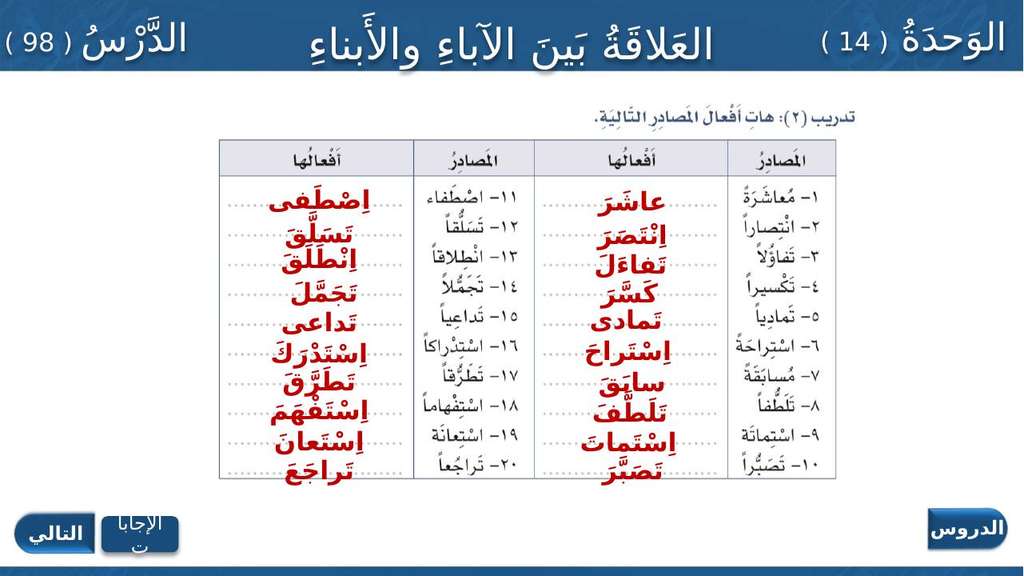 الوَحدَةُ ( 14 ) العَلاقَةُ بَينَ الآباءِ والأَبناءِ الدَّرْسُ ( 98 )
تدريب (٢): هاتِ أَفْعالَ المَصادِرِ التّالِيَةِ.
المَصادِرُ أَفْعالُها المَصادِرُ أَفْعالُها
١- مُعاشَرَةً عاشَرَ ١١- اصْطَفاء اِصْطَفى
٢- انْتِصاراً اِنْتَصَرَ ١٢- تَسَلُّقاً تَسَلَّقَ
٣- تَفاؤُلاً تَفاءَلَ ١٣- انْطِلاقاً اِنْطَلَقَ
٤- تَكْسيراً كَسَّرَ ١٤- تَجَمُّلاً تَجَمَّلَ
٥- تَمادِياً تَمادى ١٥- تَداعِياً تَداعى
٦- اسْتِراحَةً اِسْتَراحَ ١٦- اسْتِدْراكاً اِسْتَدْرَكَ
٧- مُسابَقَةً سابَقَ ١٧- تَطَرُّقاً تَطَرَّقَ
٨- تَلَطُّفاً تَلَطَّفَ ١٨- اسْتِفْهاماً اِسْتَفْهَمَ
٩- اسْتِماتَة اِسْتَماتَ ١٩- اسْتِعانَة اِسْتَعانَ
١٠- تَصَبُّراً تَصَبَّرَ ٢٠- تَراجُعاً تَراجَعَ
الدروس
الإجابا
ت
التالي